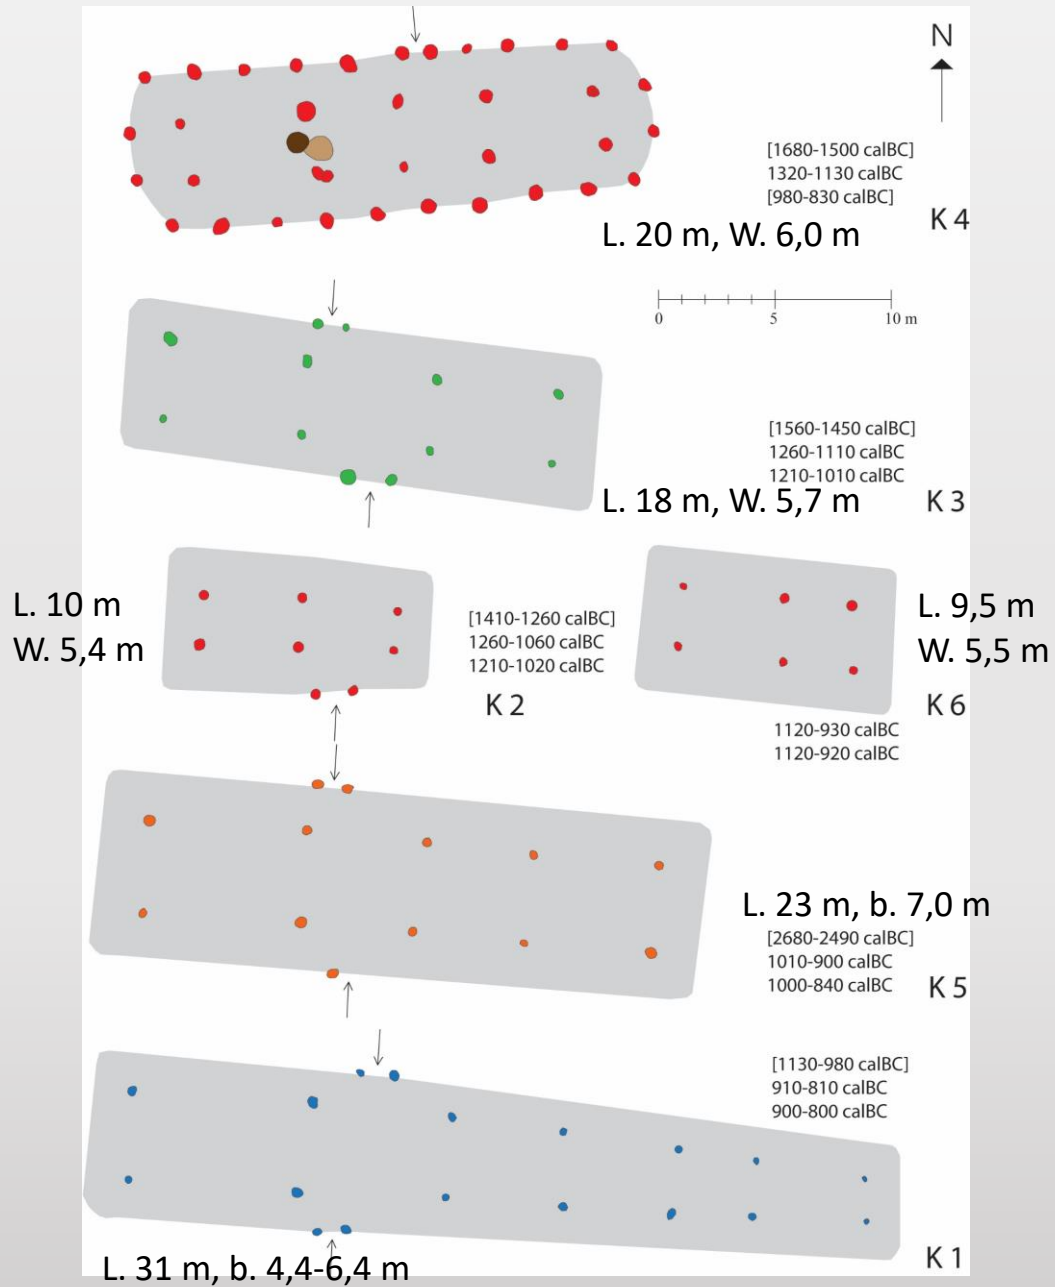 N
[1680-1500 calBC]
1320-1130 calBC
[980-830 calBC]
K 4
L. 20 m, W. 6,0 m
0 5 10 m
[1560-1450 calBC]
1260-1110 calBC
1210-1010 calBC
K 3
L. 18 m, W. 5,7 m
L. 10 m
W. 5,4 m
[1410-1260 calBC]
1260-1060 calBC
1210-1020 calBC
K 2
L. 9,5 m
W. 5,5 m
K 6
1120-930 calBC
1120-920 calBC
L. 23 m, b. 7,0 m
[2680-2490 calBC]
1010-900 calBC
1000-840 calBC
K 5
[1130-980 calBC]
910-810 calBC
900-800 calBC
K 1
L. 31 m, b. 4,4-6,4 m